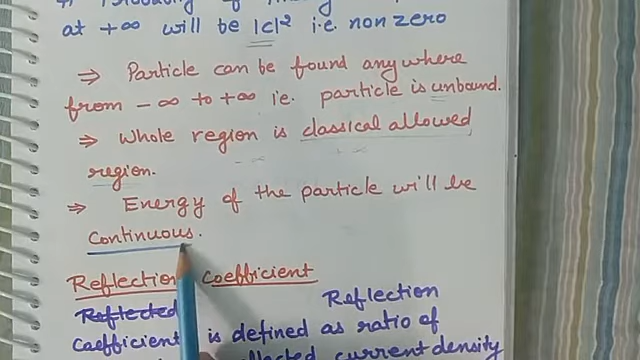 at +∞ will be |c|² i.e. non zero
⇒ Particle can be found anywhere
from -∞ to +∞ i.e. particle is unbound.
⇒ Whole region is classical allowed
-∞ +∞
region.
⇒ Energy of the particle will be
continuous.
Reflection coefficient
Reflected Reflection
Coefficient is defined as ratio of
current density